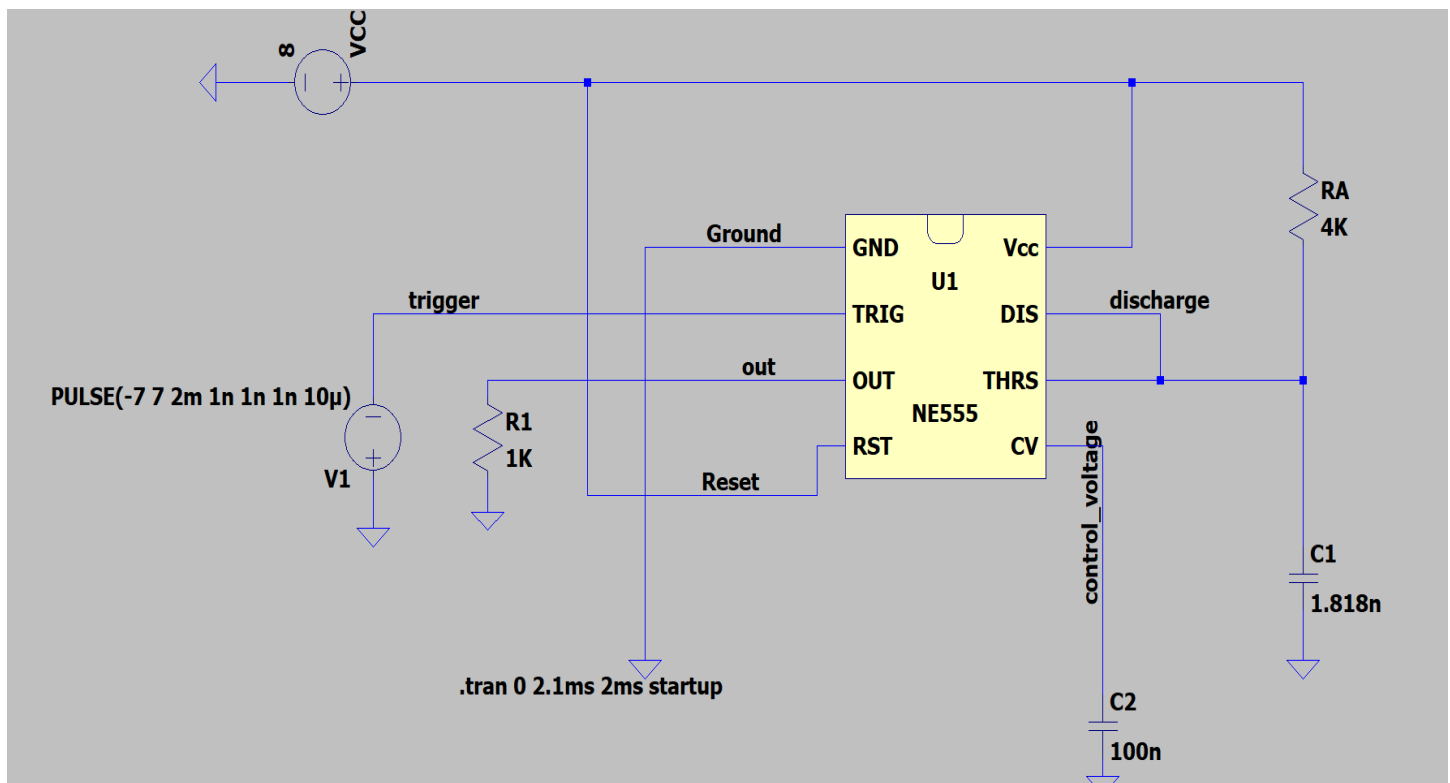 8
VCC
RA
4K
Ground
GND
Vcc
U1
trigger
TRIG
DIS
discharge
out
OUT
THRS
PULSE(-7 7 2m 1n 1n 1n 10µ)
R1
1K
NE555
V1
Reset
RST
CV
control_voltage
C1
1.818n
.tran 0 2.1ms 2ms startup
C2
100n